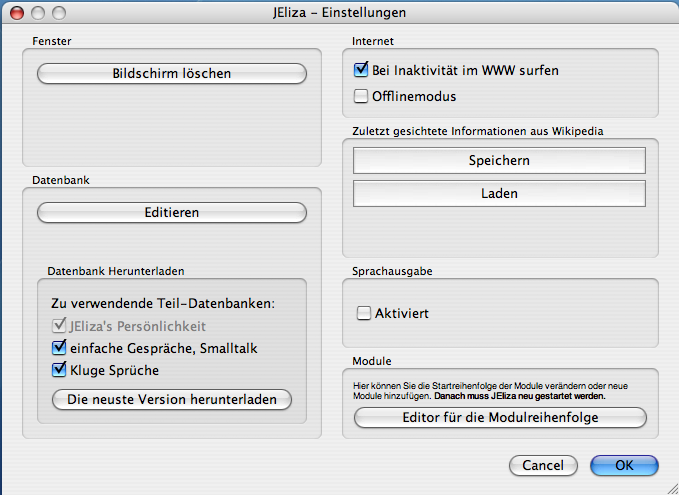 JEliza – Einstellungen
Fenster
Bildschirm löschen
Datenbank
Editieren
Datenbank Herunterladen
Zu verwendende Teil-Datenbanken:
JEliza's Persönlichkeit
einfache Gespräche, Smalltalk
Kluge Sprüche
Die neuste Version herunterladen
Internet
Bei Inaktivität im WWW surfen
Offlinemodus
Zuletzt gesichtete Informationen aus Wikipedia
Speichern
Laden
Sprachausgabe
Aktiviert
Module
Hier können Sie die Startreihenfolge der Module verändern oder neue
Module hinzufügen. Danach muss JEliza neu gestartet werden.
Editor für die Modulreihenfolge
Cancel
OK